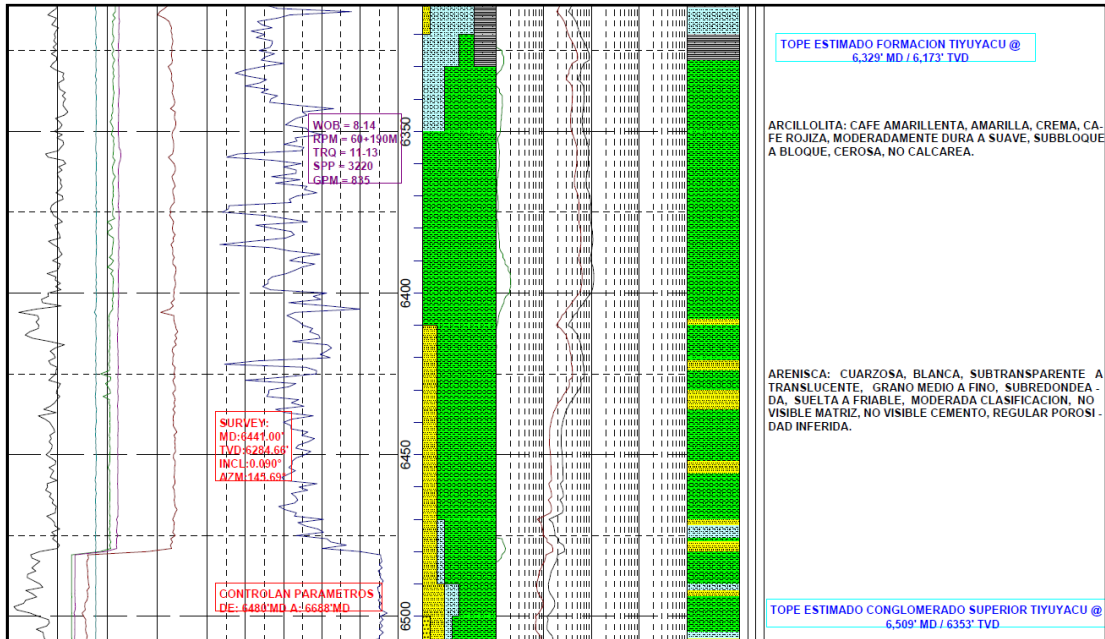 TOPE ESTIMADO FORMACION TIYUYACU @
6,329' MD / 6,173' TVD
WOB = 8-14
RPM = 60+190M
TRQ = 11-13
SPP = 3220
GPM = 835
6350
ARCILLOLITA: CAFE AMARILLENTA, AMARILLA, CREMA, CA-
FE ROJIZA, MODERADAMENTE DURA A SUAVE, SUBBLOQUE
A BLOQUE, CEROSA, NO CALCAREA.
6400
ARENISCA: CUARZOSA, BLANCA, SUBTRANSPARENTE A
TRANSLUCENTE, GRANO MEDIO A FINO, SUBREDONDEA -
DA, SUELTA A FRIABLE, MODERADA CLASIFICACION, NO
VISIBLE MATRIZ, NO VISIBLE CEMENTO, REGULAR POROSI -
DAD INFERIDA.
SURVEY:
MD:6441.00'
TVD:6284.66'
INCL:0.090°
AZM:145.69°
6450
CONTROLAN PARAMETROS
DE: 6480'MD A: 6688'MD
6500
TOPE ESTIMADO CONGLOMERADO SUPERIOR TIYUYACU @
6,509' MD / 6353' TVD